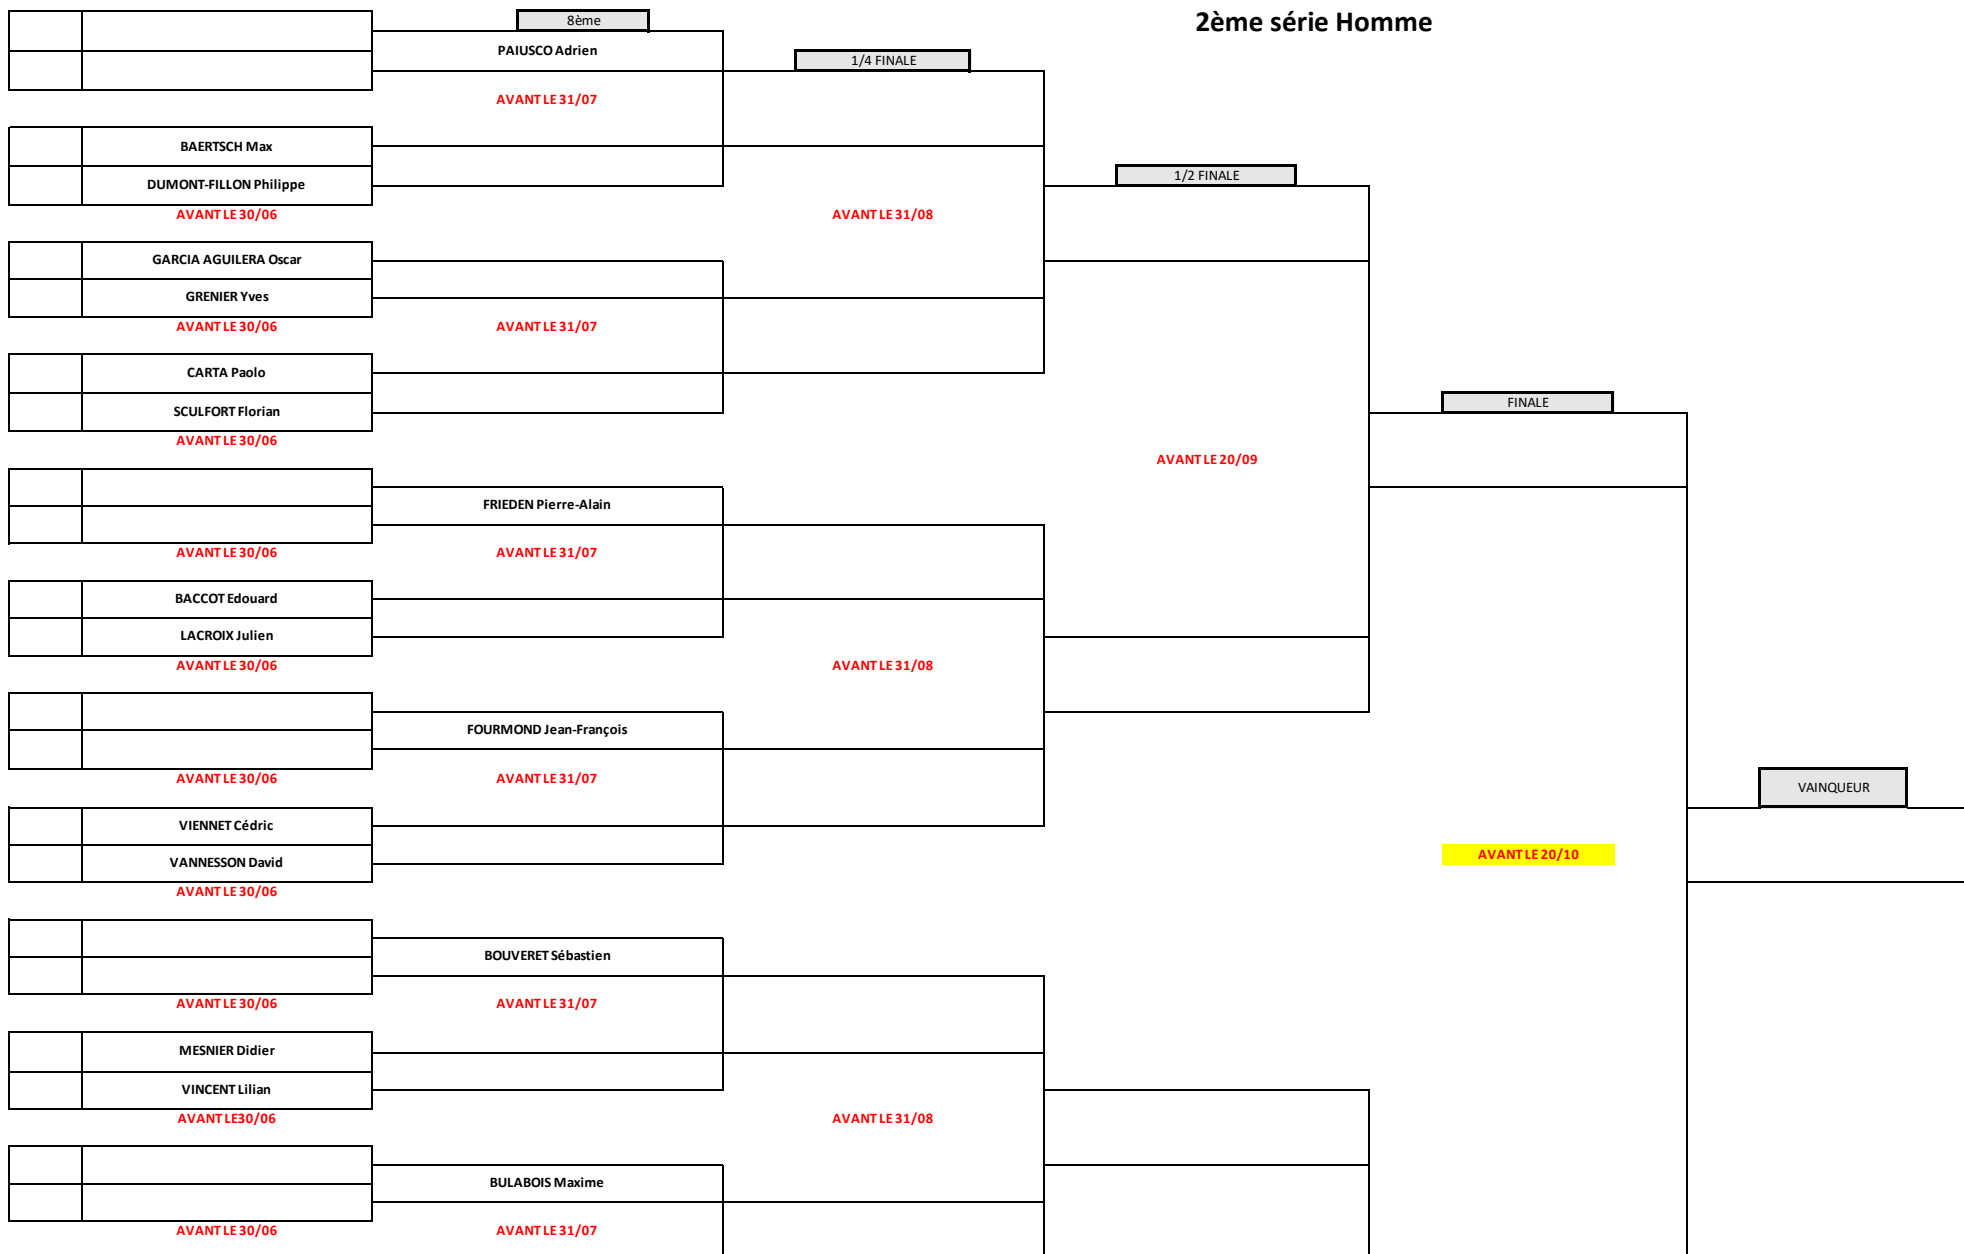 8ème
2ème série Homme
PAIUSCO Adrien
1/4 FINALE
AVANT LE 31/07
BAERTSCH Max
1/2 FINALE
DUMONT-FILLON Philippe
AVANT LE 30/06
AVANT LE 31/08
GARCIA AGUILERA Oscar
GRENIER Yves
AVANT LE 30/06
AVANT LE 31/07
CARTA Paolo
SCULFORT Florian
FINALE
AVANT LE 30/06
AVANT LE 20/09
FRIEDEN Pierre-Alain
AVANT LE 30/06
AVANT LE 31/07
BACCOT Edouard
LACROIX Julien
AVANT LE 30/06
AVANT LE 31/08
FOURMOND Jean-François
AVANT LE 30/06
AVANT LE 31/07
VAINQUEUR
VIENNET Cédric
VANNESSON David
AVANT LE 20/10
AVANT LE 30/06
BOUVERET Sébastien
AVANT LE 30/06
AVANT LE 31/07
MESNIER Didier
VINCENT Lilian
AVANT LE30/06
AVANT LE 31/08
BULABOIS Maxime
AVANT LE 30/06
AVANT LE 31/07